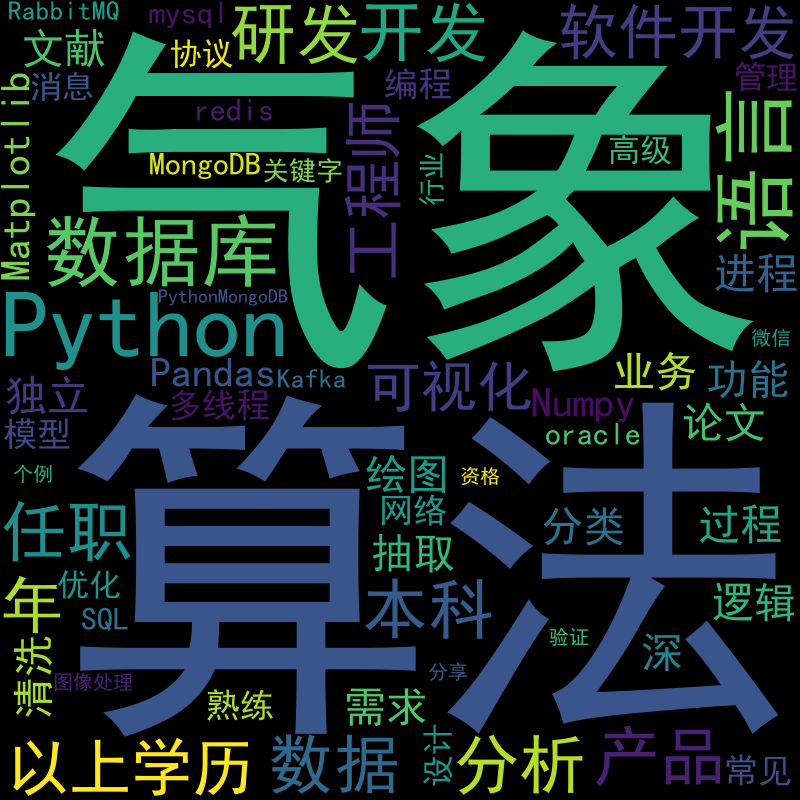 RabbitMQ
mysql
研发
开发
软件开发
文献
协议
消息
编程
管理
redis
气象
Matplotlib
工程师
高级
语言
MongoDB
关键字
行业
数据库
进程
PythonMongoDB
Python
微信
Pandas
Kafka
可视化
业务
功能
独立
多线程
Numpy
模型
oracle
论文
算法
个例
绘图
资格
任职
网络
分类
过程
抽取
优化
年
SQL
本科
逻辑
清洗
验证
深
图像处理
分享
熟练
需求
以上学历
数据
设计
分析
产品
常见